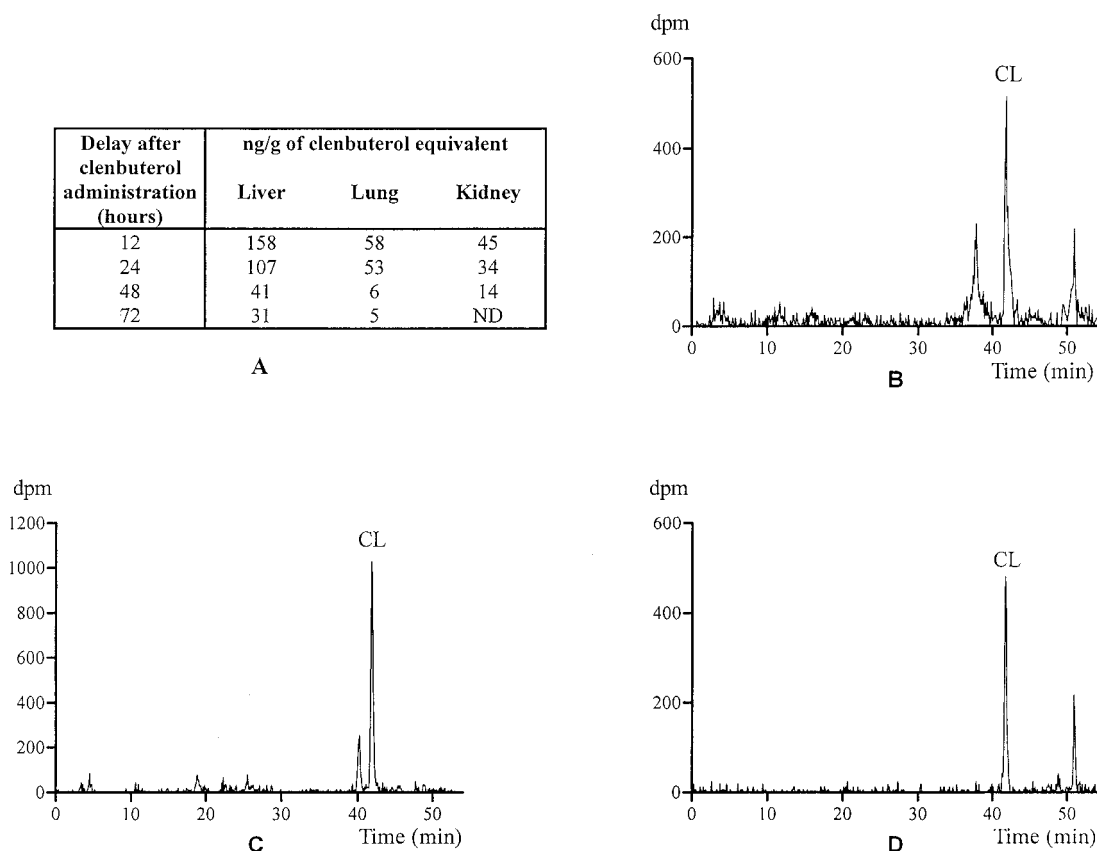 Delay after
clenbuterol
administration
(hours)
ng/g of clenbuterol equivalent
Liver Lung Kidney
12 158 58 45
24 107 53 34
48 41 6 14
72 31 5 ND
A
dpm
600
400
200
0
CL
0 10 20 30 40 50
Time (min)
B
dpm
1200
1000
800
600
400
200
0
CL
0 10 20 30 40 50
Time (min)
C
dpm
600
400
200
0
CL
0 10 20 30 40 50
Time (min)
D